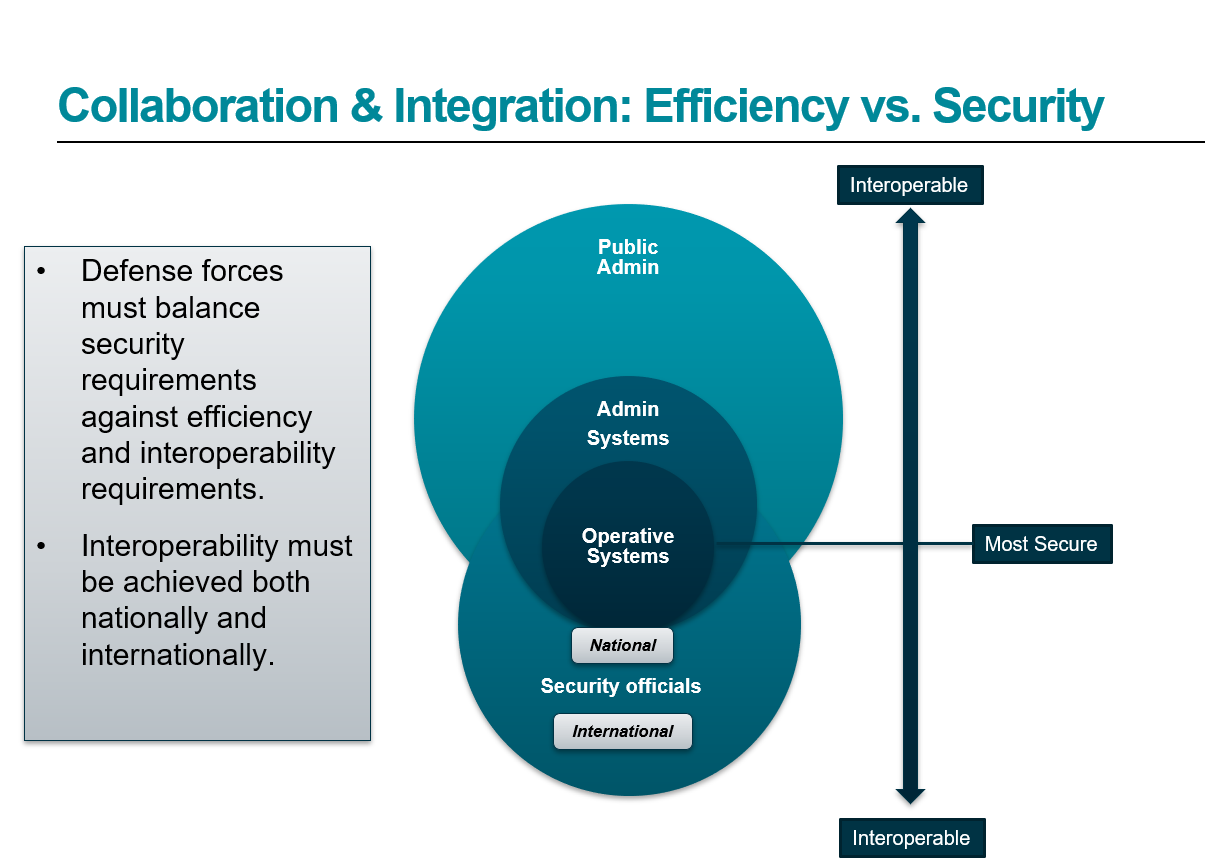 Collaboration & Integration: Efficiency vs. Security
• Defense forces
must balance
security
requirements
against efficiency
and interoperability
requirements.
• Interoperability must
be achieved both
nationally and
internationally.
Public
Admin
Admin
Systems
Operative
Systems
National
Security officials
International
Interoperable
Most Secure
Interoperable